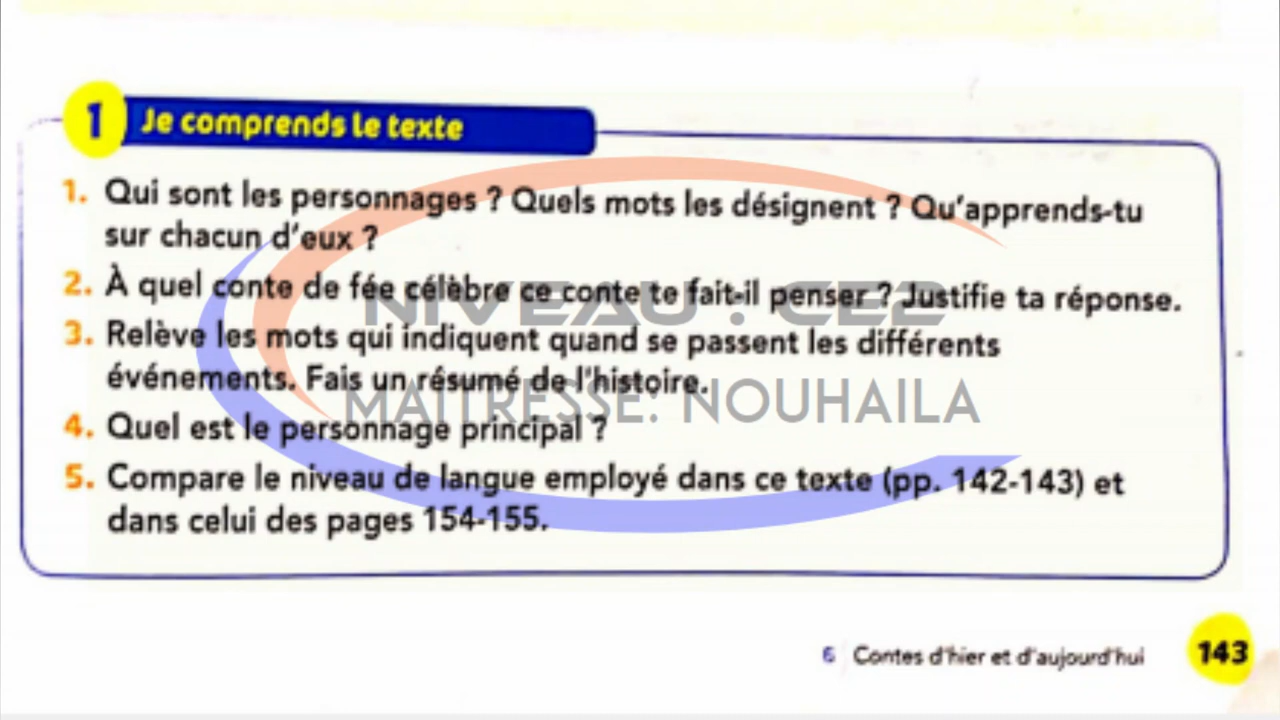 1 Je comprends le texte
1. Qui sont les personnages ? Quels mots les désignent ? Qu'apprends-tu
sur chacun d'eux ?
2. À quel conte de fée célèbre ce conte te fait-il penser ? Justifie ta réponse.
NIVEAU : CE2
3. Relève les mots qui indiquent quand se passent les différents
événements. Fais un résumé de l'histoire.
MAITRESSE: NOUHAILA
4. Quel est le personnage principal ?
5. Compare le niveau de langue employé dans ce texte (pp. 142-143) et
dans celui des pages 154-155.
6 Contes d'hier et d'aujourd'hui 143